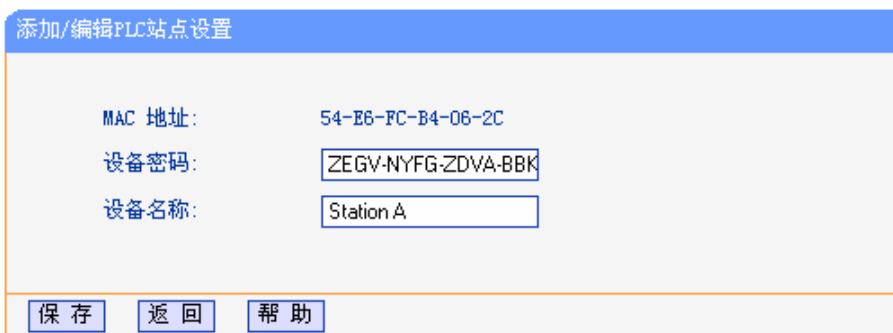 添加/编辑PLC站点设置
MAC 地址: 54-E6-FC-B4-06-2C
设备密码: ZEGV-NYFG-ZDVA-BBK
设备名称: Station A
保 存 返 回 帮 助